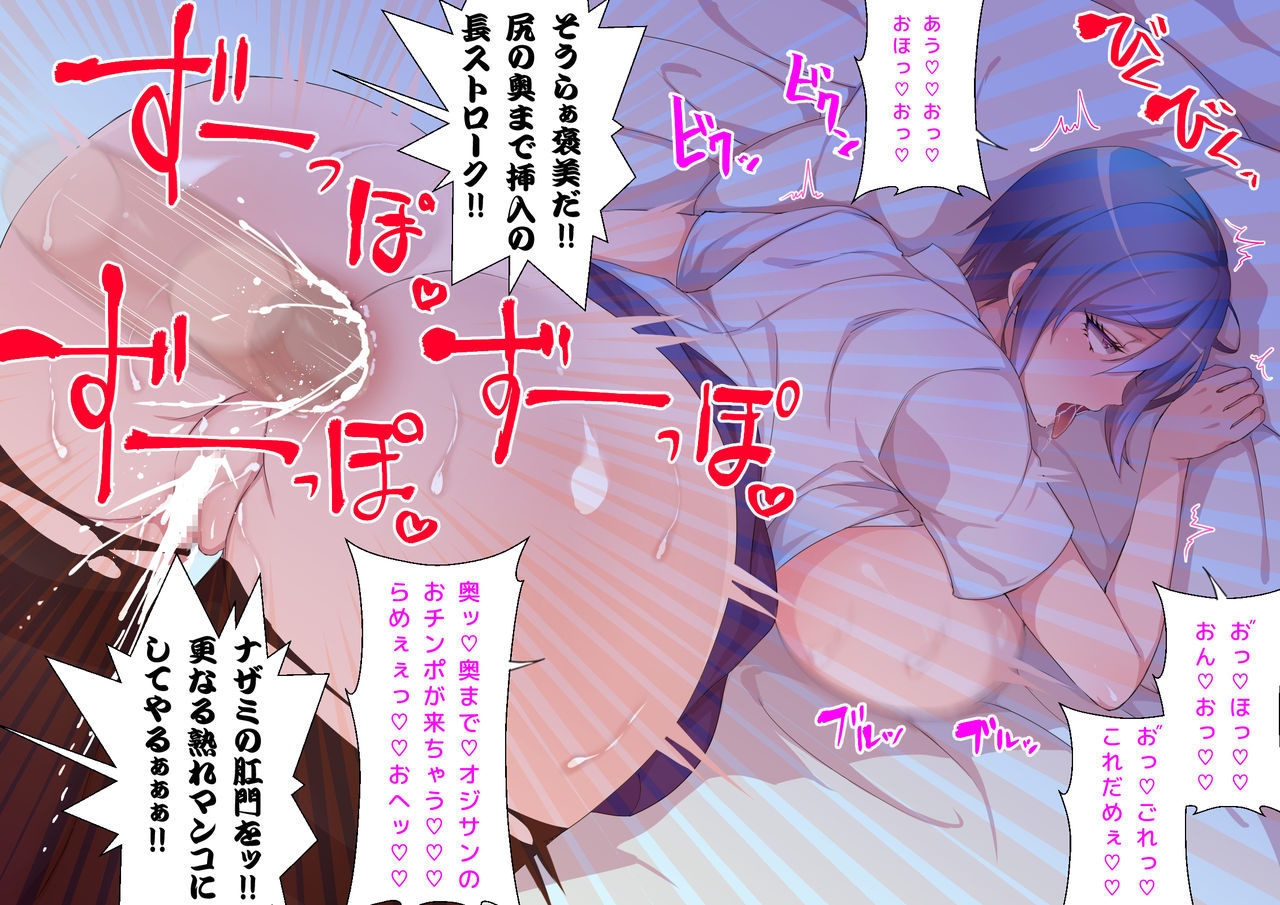 びくびくっ
あう♡おっ♡
おほっ♡おっ♡
ビクッ
ビクッ
そうらぁ褒美だ!!
尻の奥まで挿入の
長ストローク!!
ずーっぽ♡
ずーっぽ♡
ずーっぽ♡
お゛っ♡ほっ♡♡
おん♡おっ♡♡
お゛っ♡ごれっ♡
これだめぇ♡♡
ブルッ
ブルッ
奥ッ♡奥まで♡オジサンの
おチンポが来ちゃう♡♡♡
らめぇぇっ♡♡おヘッ♡♡
ナザミの肛門をッ!!
更なる熟れマンコに
してやるぁぁぁ!!